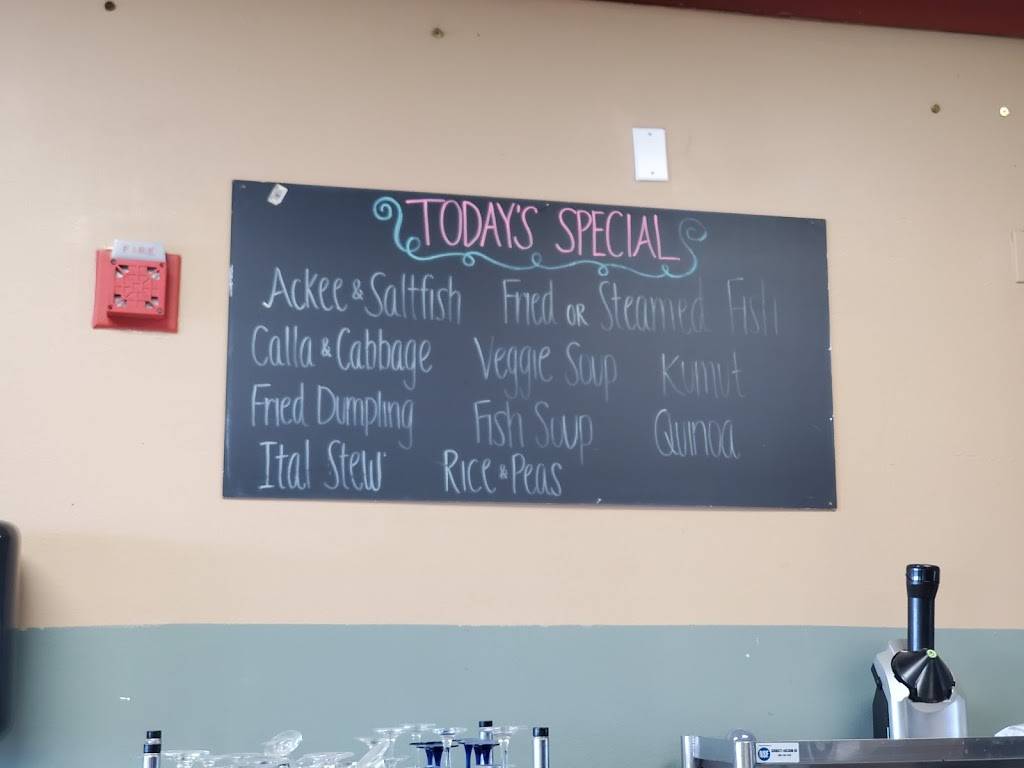 TODAY'S SPECIAL
Ackee & Saltfish Fried OR Steamed Fish
Calla & Cabbage Veggie Soup Kumut
Fried Dumpling Fish Soup Quinoa
Ital Stew Rice & Peas
FIRE
NSF